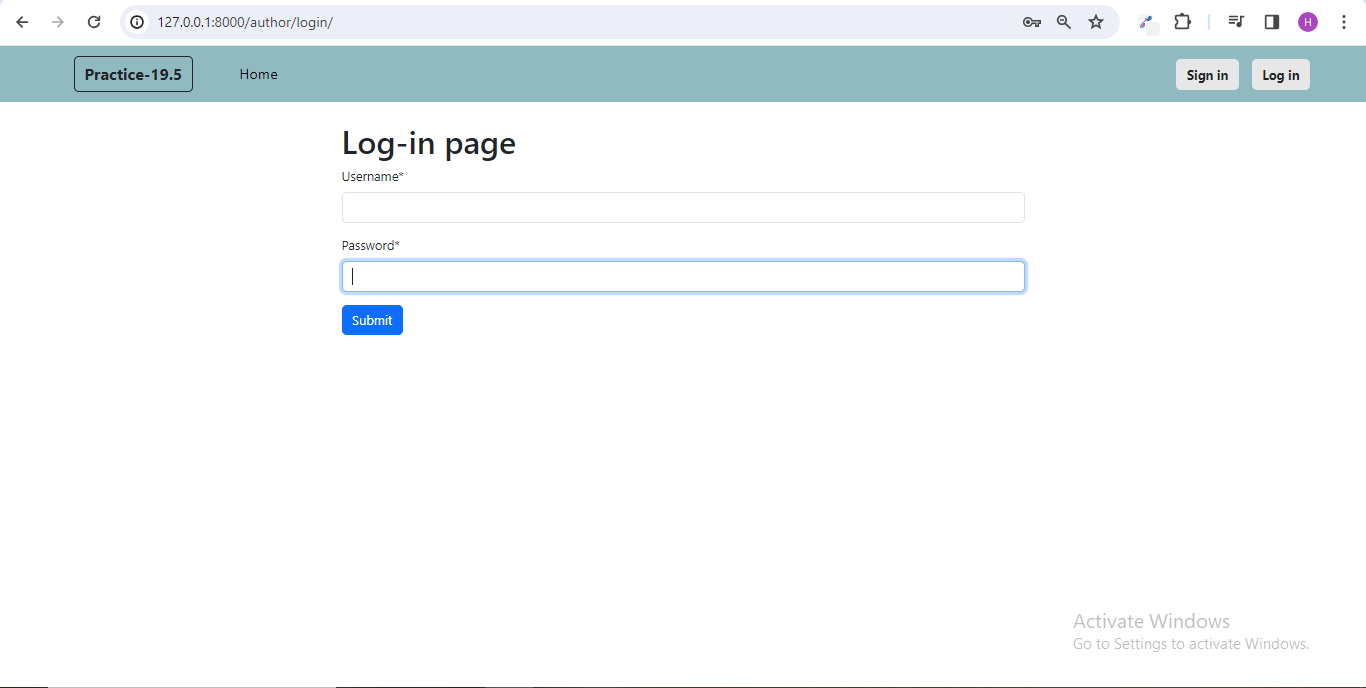 127.0.0.1:8000/author/login/
H
Practice-19.5
Home
Sign in
Log in
Log-in page
Username*
Password*
Submit
Activate Windows
Go to Settings to activate Windows.